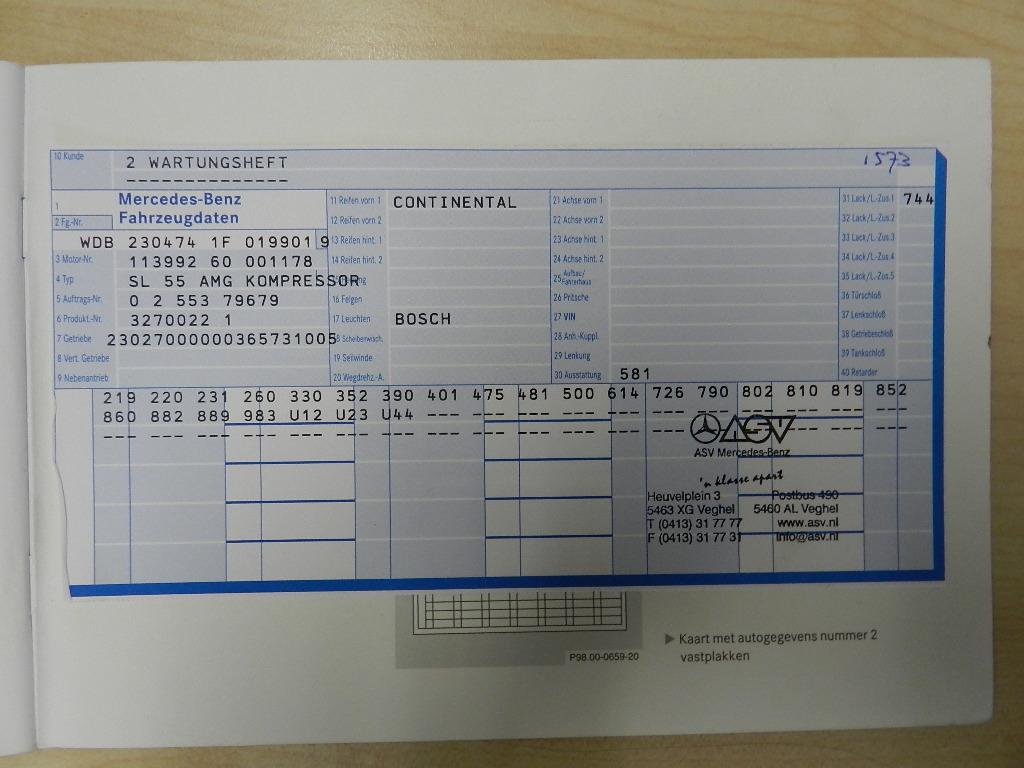 10 Kunde 2 WARTUNGSHEFT 1573
--------------
1 Mercedes-Benz 11 Reifen vorn 1 CONTINENTAL 21 Achse vorn 1 31 Lack/L.-Zus.1 744
2 Fg.-Nr. Fahrzeugdaten 12 Reifen vorn 2 22 Achse vorn 2 32 Lack/L.-Zus.2
WDB 230474 1F 019901 9 13 Reifen hint. 1 23 Achse hint. 1 33 Lack/L.-Zus.3
3 Motor-Nr. 113992 60 001178 14 Reifen hint. 2 24 Achse hint. 2 34 Lack/L.-Zus.4
4 Typ SL 55 AMG KOMPRESSOR 25 Aufbau/Fahrerhaus 35 Lack/L.-Zus.5
5 Auftrags-Nr. 0 2 553 79679 16 Felgen 26 Pritsche 36 Türschloß
6 Produkt.-Nr. 3270022 1 17 Leuchten BOSCH 27 VIN 37 Lenkschloß
7 Getriebe 23027000000365731005 18 Scheibenwisch. 28 Anh.-Kuppl. 38 Getriebeschloß
8 Vert. Getriebe 19 Seilwinde 29 Lenkung 39 Tankschloß
9 Nebenantrieb 20 Wegdrehz.-A. 30 Ausstattung 581 40 Retarder
219 220 231 260 330 352 390 401 475 481 500 614 726 790 802 810 819 852
860 882 889 983 U12 U23 U44 --- --- --- --- --- --- --- --- --- --- ---
--- --- --- --- --- --- --- --- --- --- --- --- --- --- --- --- --- ---
ASV
ASV Mercedes-Benz
'n klasse apart
Heuvelplein 3 Postbus 490
5463 XG Veghel 5460 AL Veghel
T (0413) 31 77 77 www.asv.nl
F (0413) 31 77 31 info@asv.nl
P98.00-0659-20
Kaart met autogegevens nummer 2
vastplakken